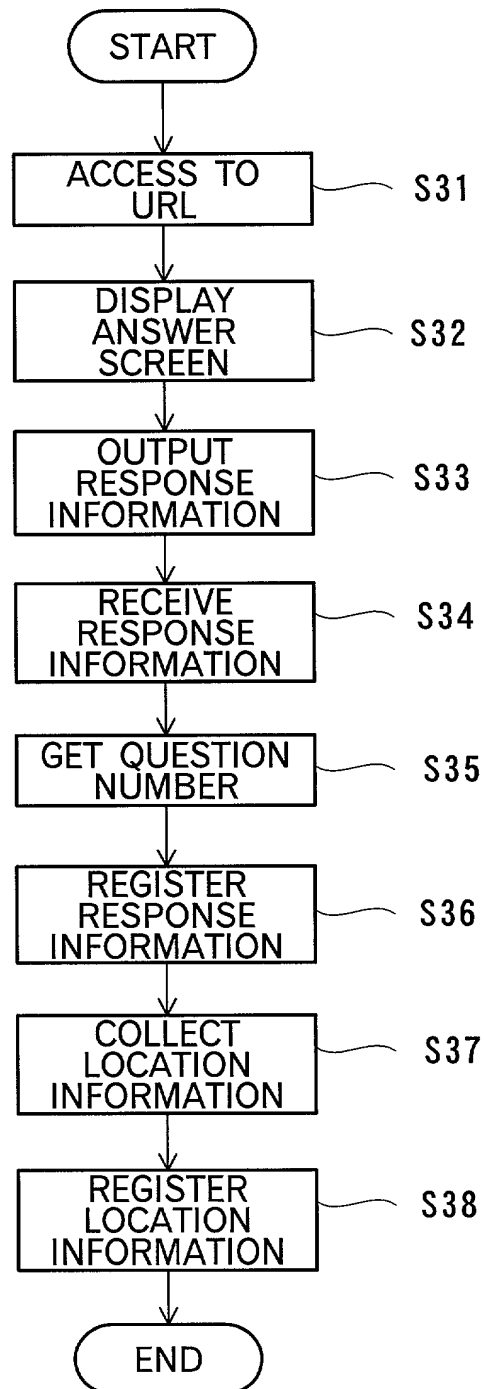 START
ACCESS TO
URL
S31
DISPLAY
ANSWER
SCREEN
S32
OUTPUT
RESPONSE
INFORMATION
S33
RECEIVE
RESPONSE
INFORMATION
S34
GET QUESTION
NUMBER
S35
REGISTER
RESPONSE
INFORMATION
S36
COLLECT
LOCATION
INFORMATION
S37
REGISTER
LOCATION
INFORMATION
S38
END